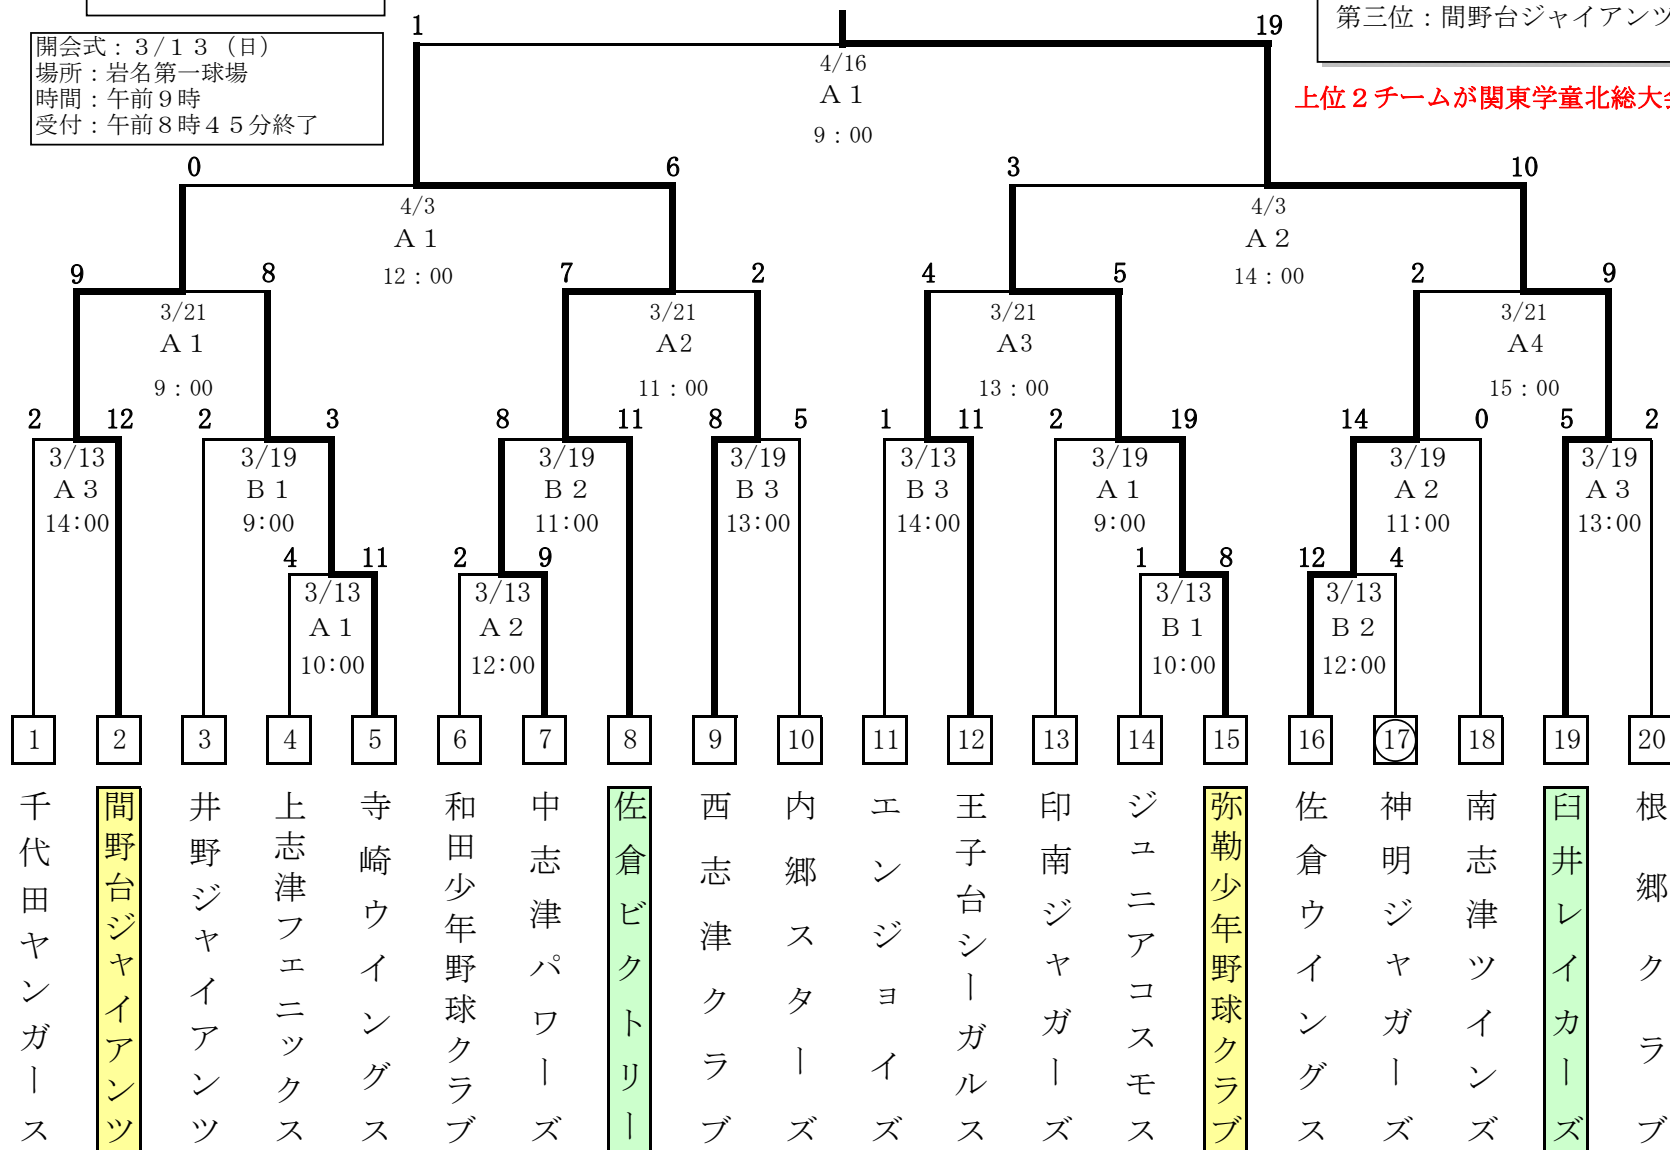 第三位：間野台ジャイアンツ
開会式：３/１３（日）
場所：岩名第一球場
時間：午前９時
受付：午前８時４５分終了
上位２チームが関東学童北総大会
1 19
4/16
A 1
9：00
0 6 3 10
4/3 4/3
A 1 A 2
12：00 14：00
9 8 7 2 4 5 2 9
3/21 3/21 3/21 3/21
A 1 A2 A3 A4
9：00 11：00 13：00 15：00
2 12 2 3 8 11 8 5 1 11 2 19 14 0 5 2
3/13 3/19 3/19 3/19 3/13 3/19 3/19 3/19
A 3 B 1 B 2 B 3 B 3 A 1 A 2 A 3
14:00 9:00 11:00 13:00 14:00 9:00 11:00 13:00
4 11 2 9 1 8 12 4
3/13 3/13 3/13 3/13
A 1 A 2 B 1 B 2
10:00 12:00 10:00 12:00
1 2 3 4 5 6 7 8 9 10 11 12 13 14 15 16 17 18 19 20
千代田ヤンガース
間野台ジャイアンツ
井野ジャイアンツ
上志津フェニックス
寺崎ウイングス
和田少年野球クラブ
中志津パワーズ
佐倉ビクトリー
西志津クラブ
内郷スターズ
エンジョイズ
王子台シーガルス
印南ジャガーズ
ジュニアコスモス
弥勒少年野球クラブ
佐倉ウイングス
神明ジャガーズ
南志津ツインズ
臼井レイカーズ
根郷クラブ